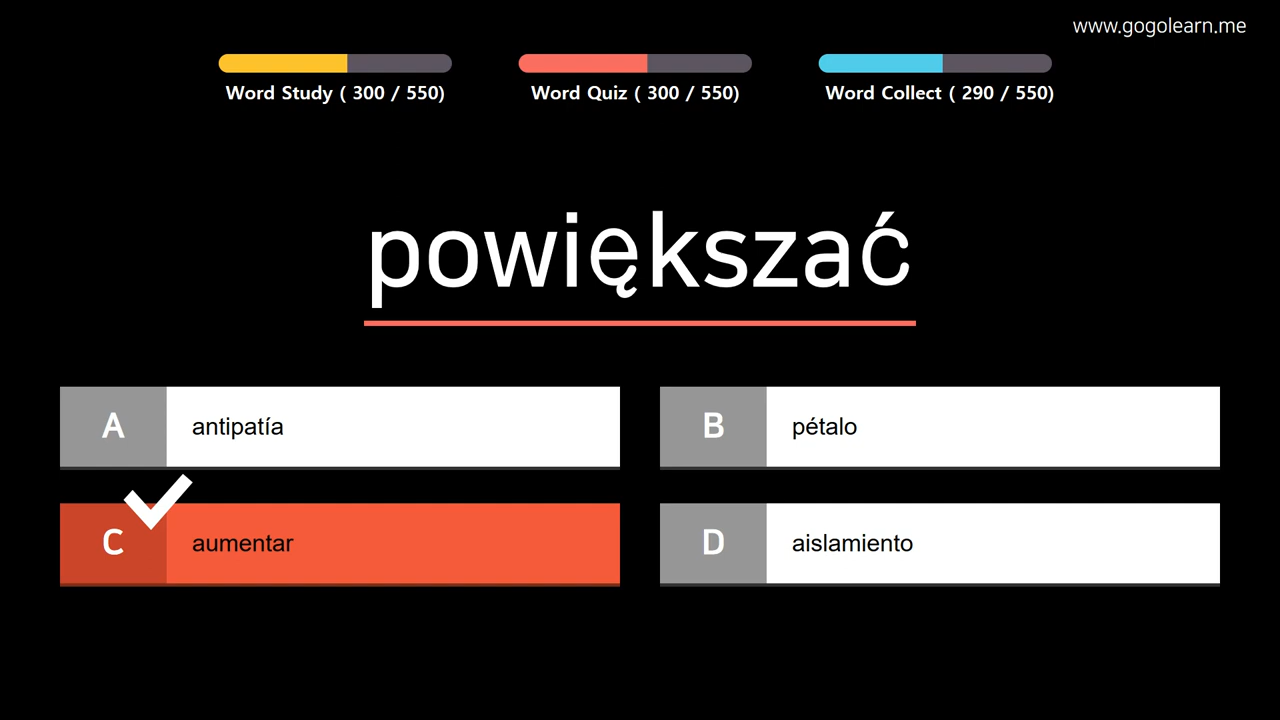 www.gogolearn.me
Word Study ( 300 / 550)
Word Quiz ( 300 / 550)
Word Collect ( 290 / 550)
powiększać
A antipatía
B pétalo
C aumentar
D aislamiento